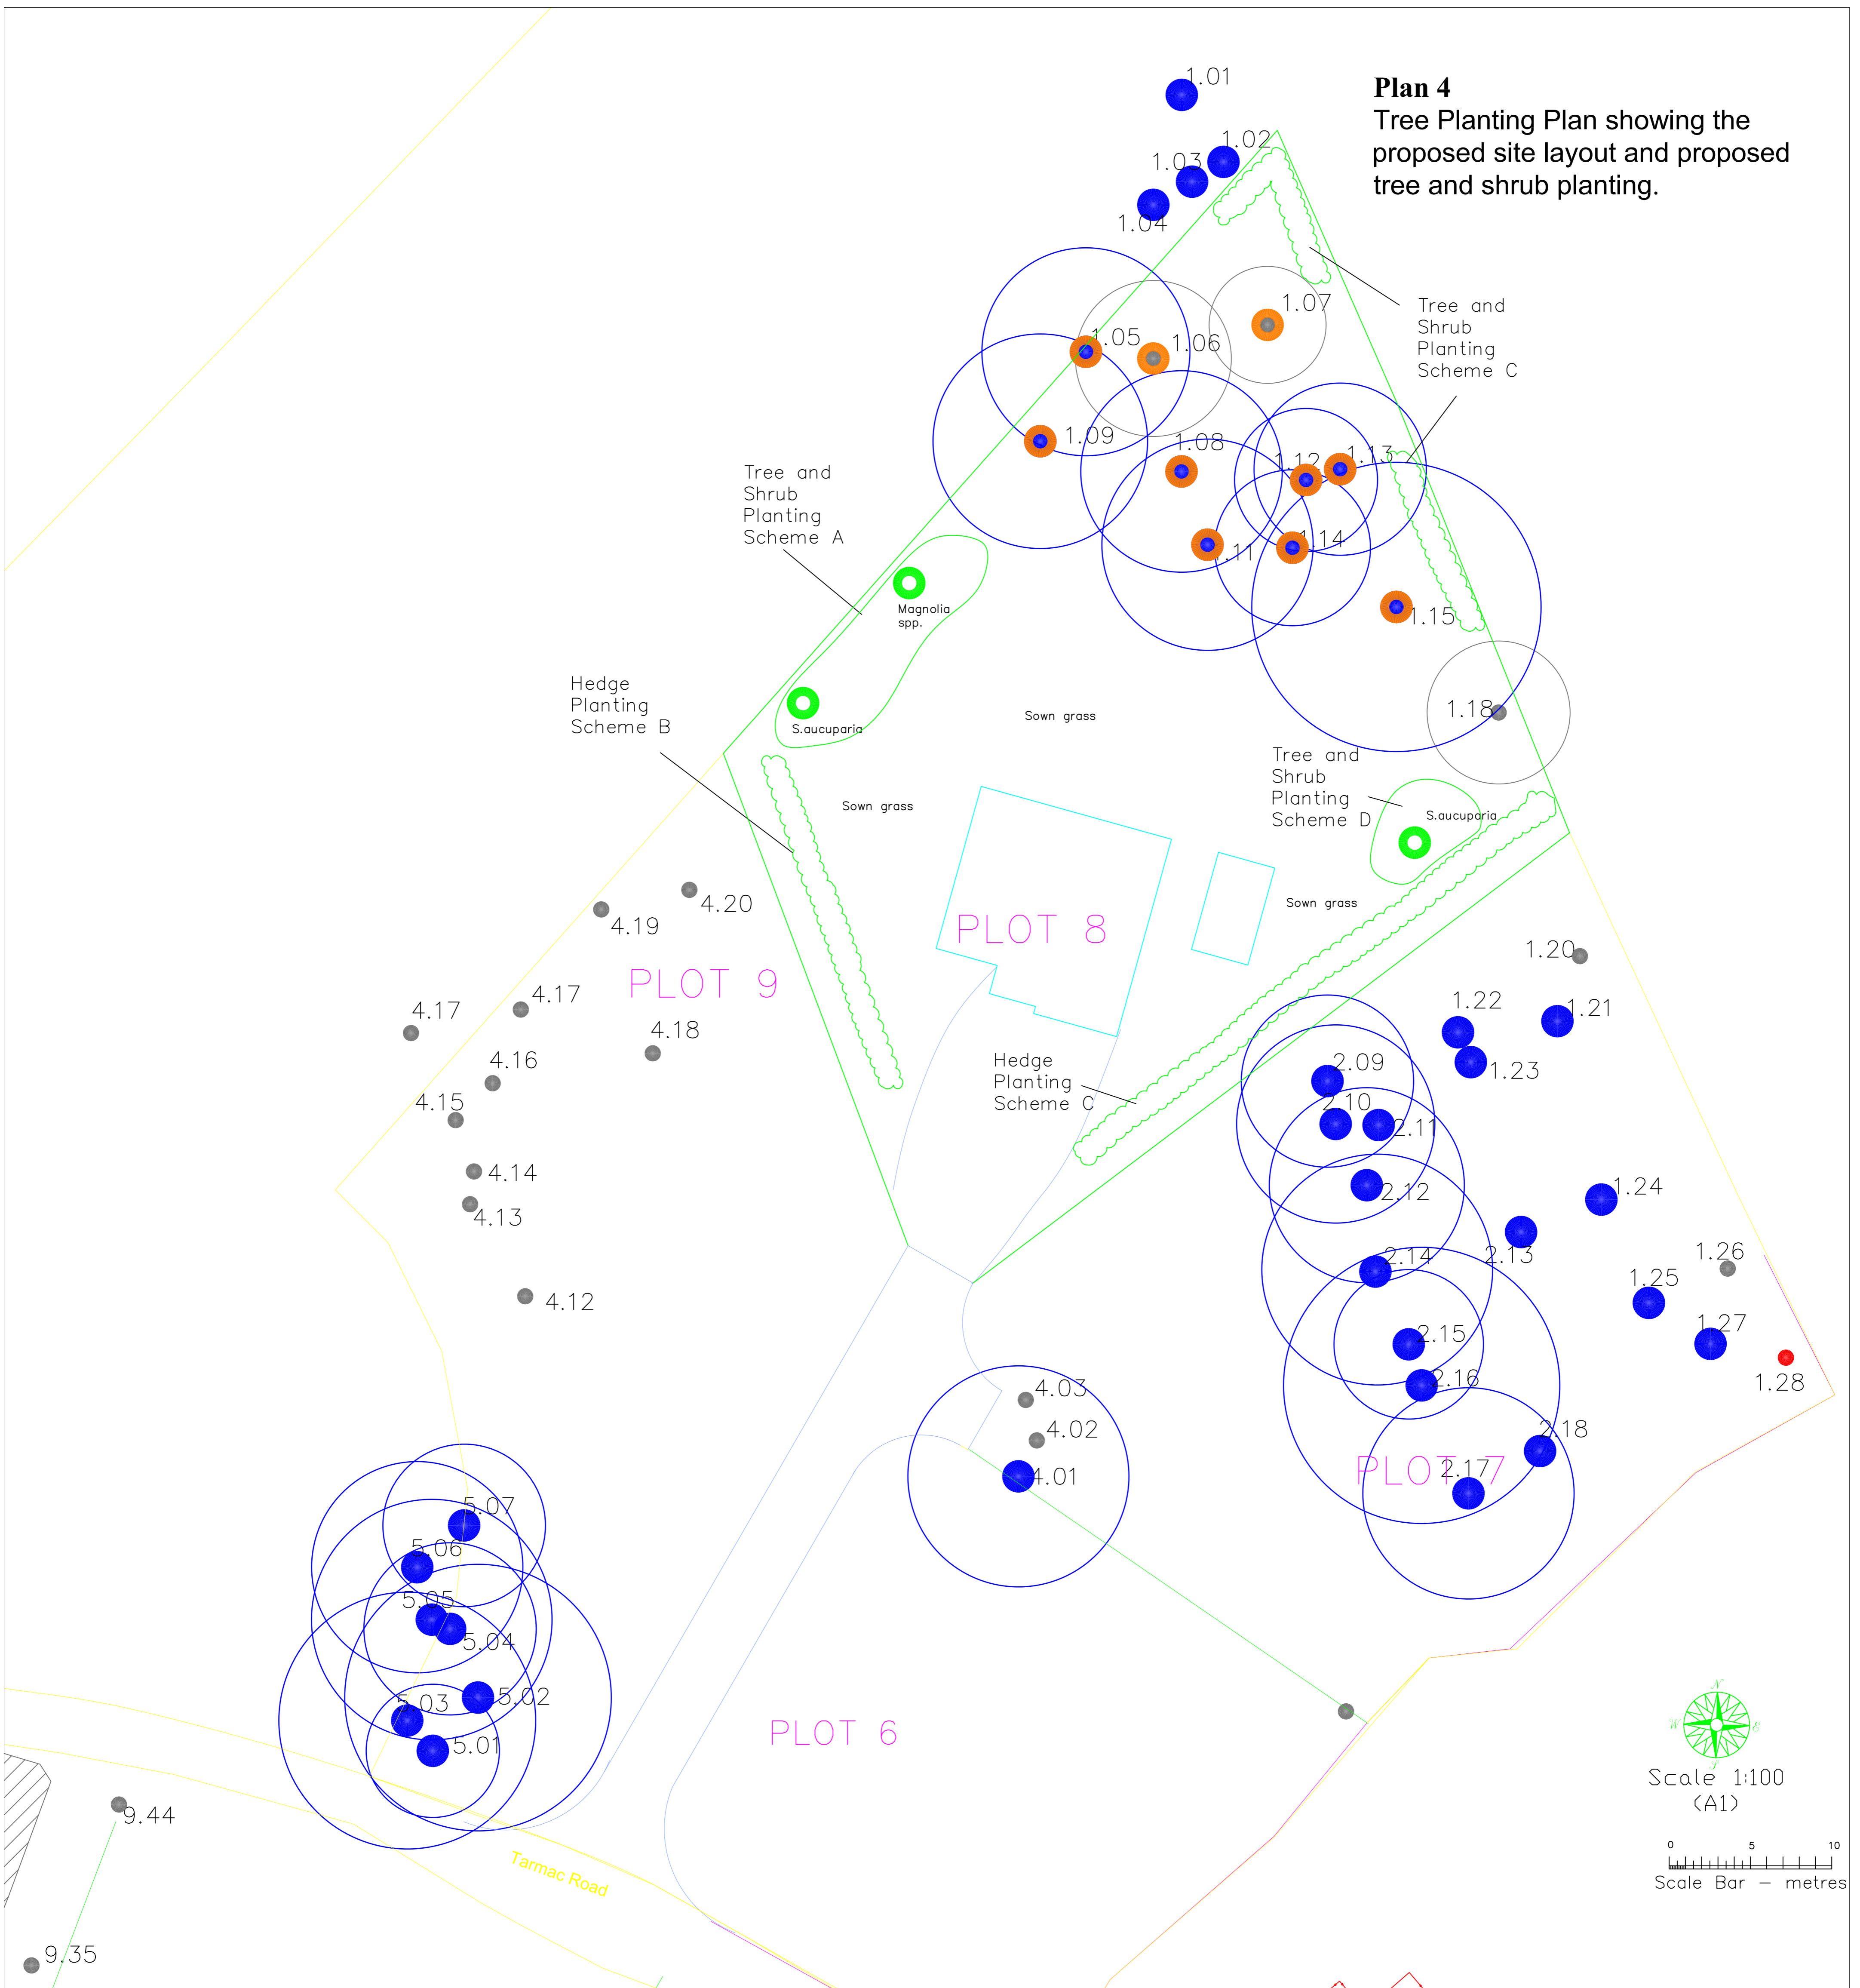 Plan 4
Tree Planting Plan showing the
proposed site layout and proposed
tree and shrub planting.
1.01
1.02
1.03
1.04
1.07
Tree and
Shrub
Planting
Scheme C
1.05
1.06
1.09
1.08
1.12
1.13
1.11
1.14
1.15
Tree and
Shrub
Planting
Scheme A
Magnolia
spp.
Hedge
Planting
Scheme B
S.aucuparia
Sown grass
1.18
Tree and
Shrub
Planting
Scheme D
S.aucuparia
Sown grass
Sown grass
PLOT 8
4.20
4.19
PLOT 9
4.17
4.17
4.18
4.16
4.15
4.14
4.13
4.12
1.20
1.21
1.22
1.23
Hedge
Planting
Scheme C
2.09
2.10
2.11
2.12
1.24
2.13
2.14
1.26
1.25
1.27
1.28
2.15
2.16
4.03
4.02
4.01
2.18
2.17
PLOT 7
5.07
5.06
5.05
5.04
5.03
5.02
5.01
PLOT 6
N
W
E
Scale 1:100
(A1)
0 5 10
Scale Bar – metres
Tarmac Road
9.44
9.35